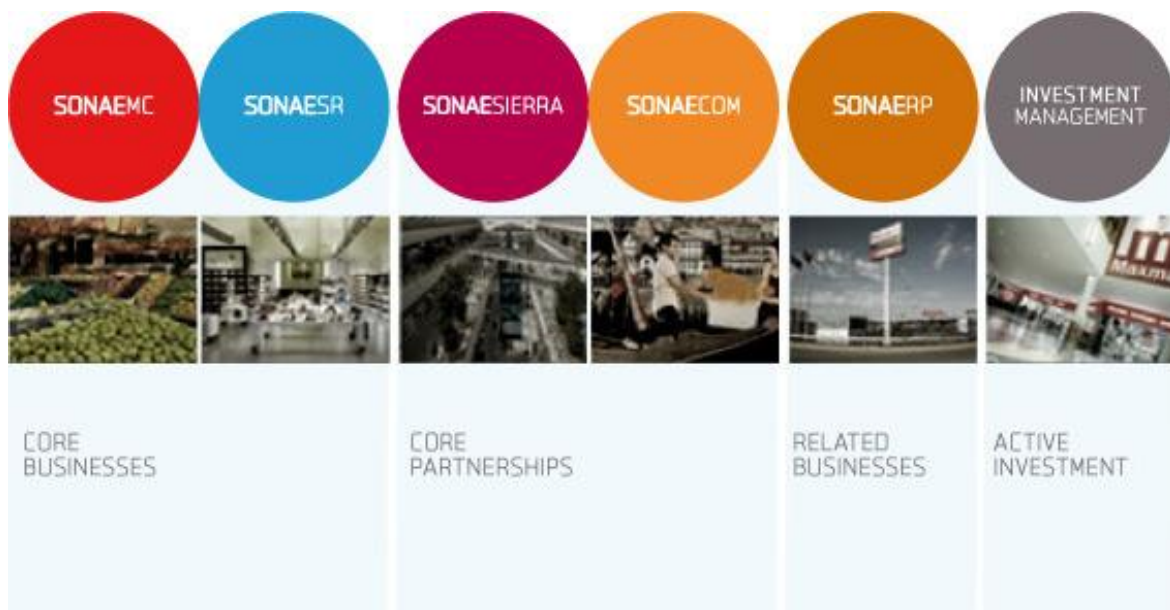 SONAEMC
SONAESR
SONAESIERRA
SONAECOM
SONAERP
INVESTMENT
MANAGEMENT
CORE
BUSINESSES
CORE
PARTNERSHIPS
RELATED
BUSINESSES
ACTIVE
INVESTMENT